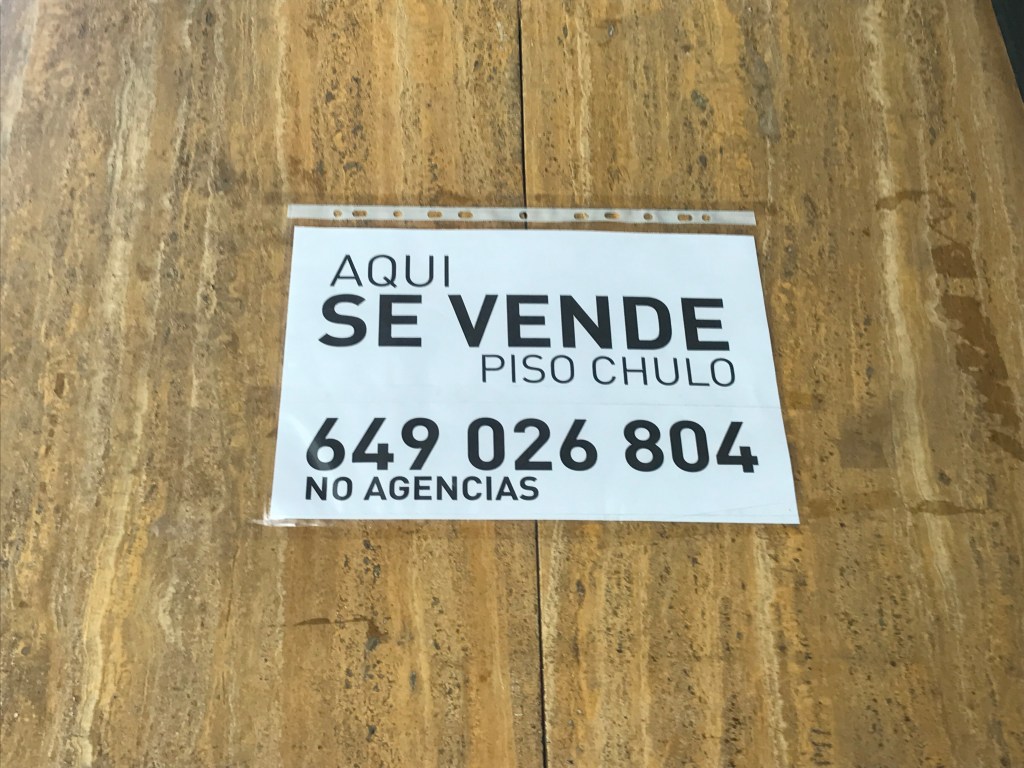 AQUI
SE VENDE
PISO CHULO
649 026 804
NO AGENCIAS